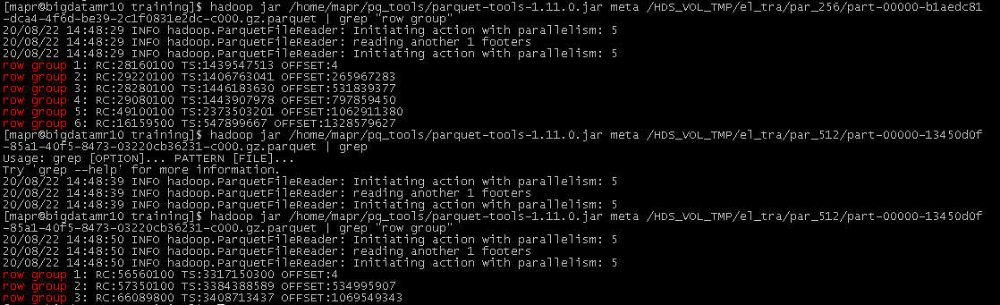 [mapr@bigdatamr10 training]$ hadoop jar /home/mapr/pq_tools/parquet-tools-1.11.0.jar meta /HDS_VOL_TMP/el_tra/par_256/part-00000-b1aedc81
-dca4-4f6d-be39-2c1f0831e2dc-c000.gz.parquet | grep "row group"
20/08/22 14:48:29 INFO hadoop.ParquetFileReader: Initiating action with parallelism: 5
20/08/22 14:48:29 INFO hadoop.ParquetFileReader: reading another 1 footers
20/08/22 14:48:29 INFO hadoop.ParquetFileReader: Initiating action with parallelism: 5
row group 1: RC:28160100 TS:1439547513 OFFSET:4
row group 2: RC:29220100 TS:1406763041 OFFSET:265967283
row group 3: RC:28280100 TS:1446183630 OFFSET:531839377
row group 4: RC:29080100 TS:1443907978 OFFSET:797859450
row group 5: RC:49100100 TS:2373503201 OFFSET:1062911380
row group 6: RC:16159500 TS:547899667 OFFSET:1328579627
[mapr@bigdatamr10 training]$ hadoop jar /home/mapr/pq_tools/parquet-tools-1.11.0.jar meta /HDS_VOL_TMP/el_tra/par_512/part-00000-13450d0f
-85a1-40f5-8473-03220cb36231-c000.gz.parquet | grep
Usage: grep [OPTION]... PATTERN [FILE]...
Try 'grep --help' for more information.
20/08/22 14:48:39 INFO hadoop.ParquetFileReader: Initiating action with parallelism: 5
20/08/22 14:48:39 INFO hadoop.ParquetFileReader: reading another 1 footers
20/08/22 14:48:39 INFO hadoop.ParquetFileReader: Initiating action with parallelism: 5
[mapr@bigdatamr10 training]$ hadoop jar /home/mapr/pq_tools/parquet-tools-1.11.0.jar meta /HDS_VOL_TMP/el_tra/par_512/part-00000-13450d0f
-85a1-40f5-8473-03220cb36231-c000.gz.parquet | grep "row group"
20/08/22 14:48:50 INFO hadoop.ParquetFileReader: Initiating action with parallelism: 5
20/08/22 14:48:50 INFO hadoop.ParquetFileReader: reading another 1 footers
20/08/22 14:48:50 INFO hadoop.ParquetFileReader: Initiating action with parallelism: 5
row group 1: RC:56560100 TS:3317150300 OFFSET:4
row group 2: RC:57350100 TS:3384388589 OFFSET:534995907
row group 3: RC:66089800 TS:3408713437 OFFSET:1069549343